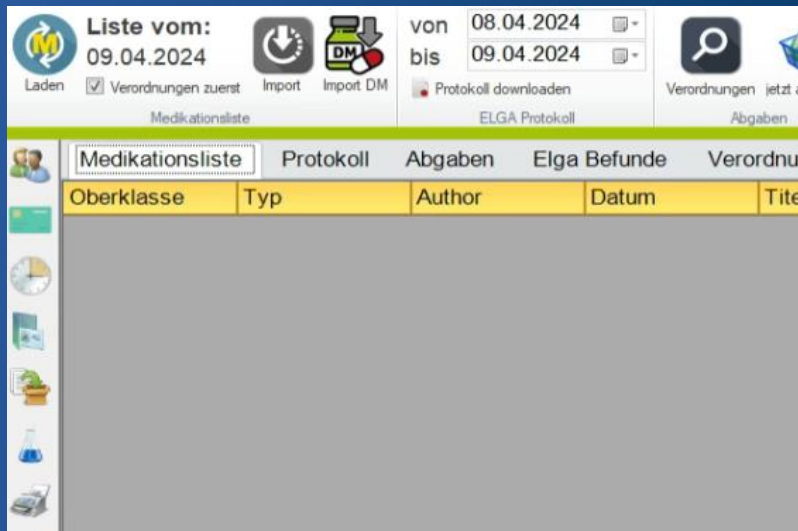 M
Laden
Liste vom:
09.04.2024
Verordnungen zuerst
Import
DM
Import DM
Medikationsliste
von 08.04.2024
bis 09.04.2024
Protokoll downloaden
ELGA Protokoll
Verordnungen jetzt
Abgaben
Medikationsliste Protokoll Abgaben Elga Befunde
Oberklasse Typ Author Datum